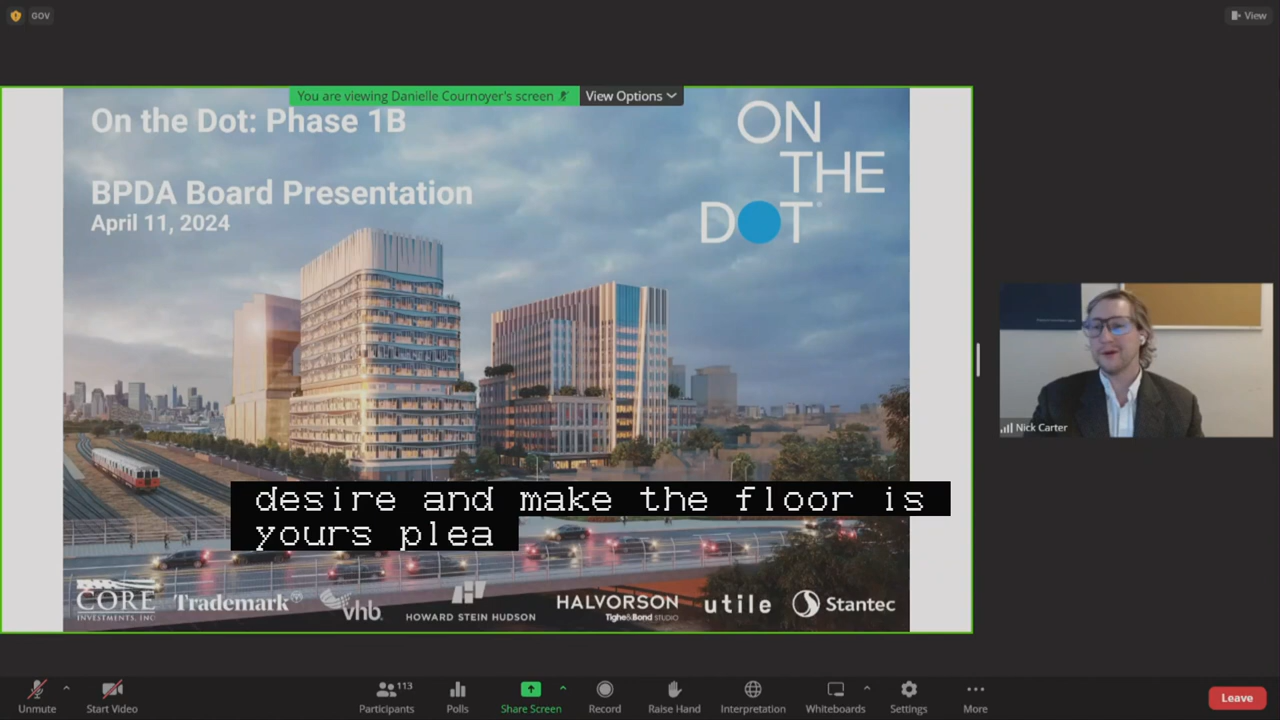 GOV
View
You are viewing Danielle Cournoyer's screen
View Options
On the Dot: Phase 1B
BPDA Board Presentation
April 11, 2024
ON
THE
DOT
Nick Carter
desire and make the floor is
yours plea
CORE
INVESTMENTS, INC
Trademark
vhb
HOWARD STEIN HUDSON
HALVORSON
Tighe&Bond STUDIO
utile
Stantec
Unmute
Start Video
Participants
113
Polls
Share Screen
Record
Raise Hand
Interpretation
Whiteboards
Settings
More
Leave